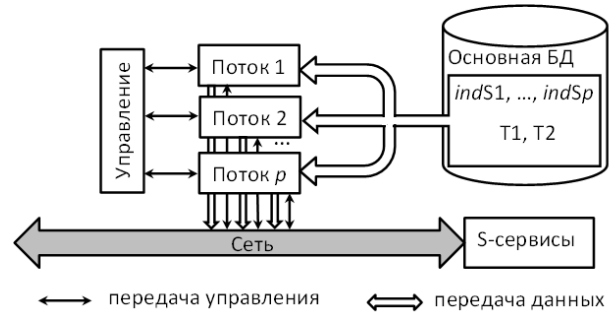 Управление
Поток 1
Поток 2
...
Поток p
Основная БД
indS1, ..., indSp
T1, T2
Сеть
S-сервисы
передача управления
передача данных